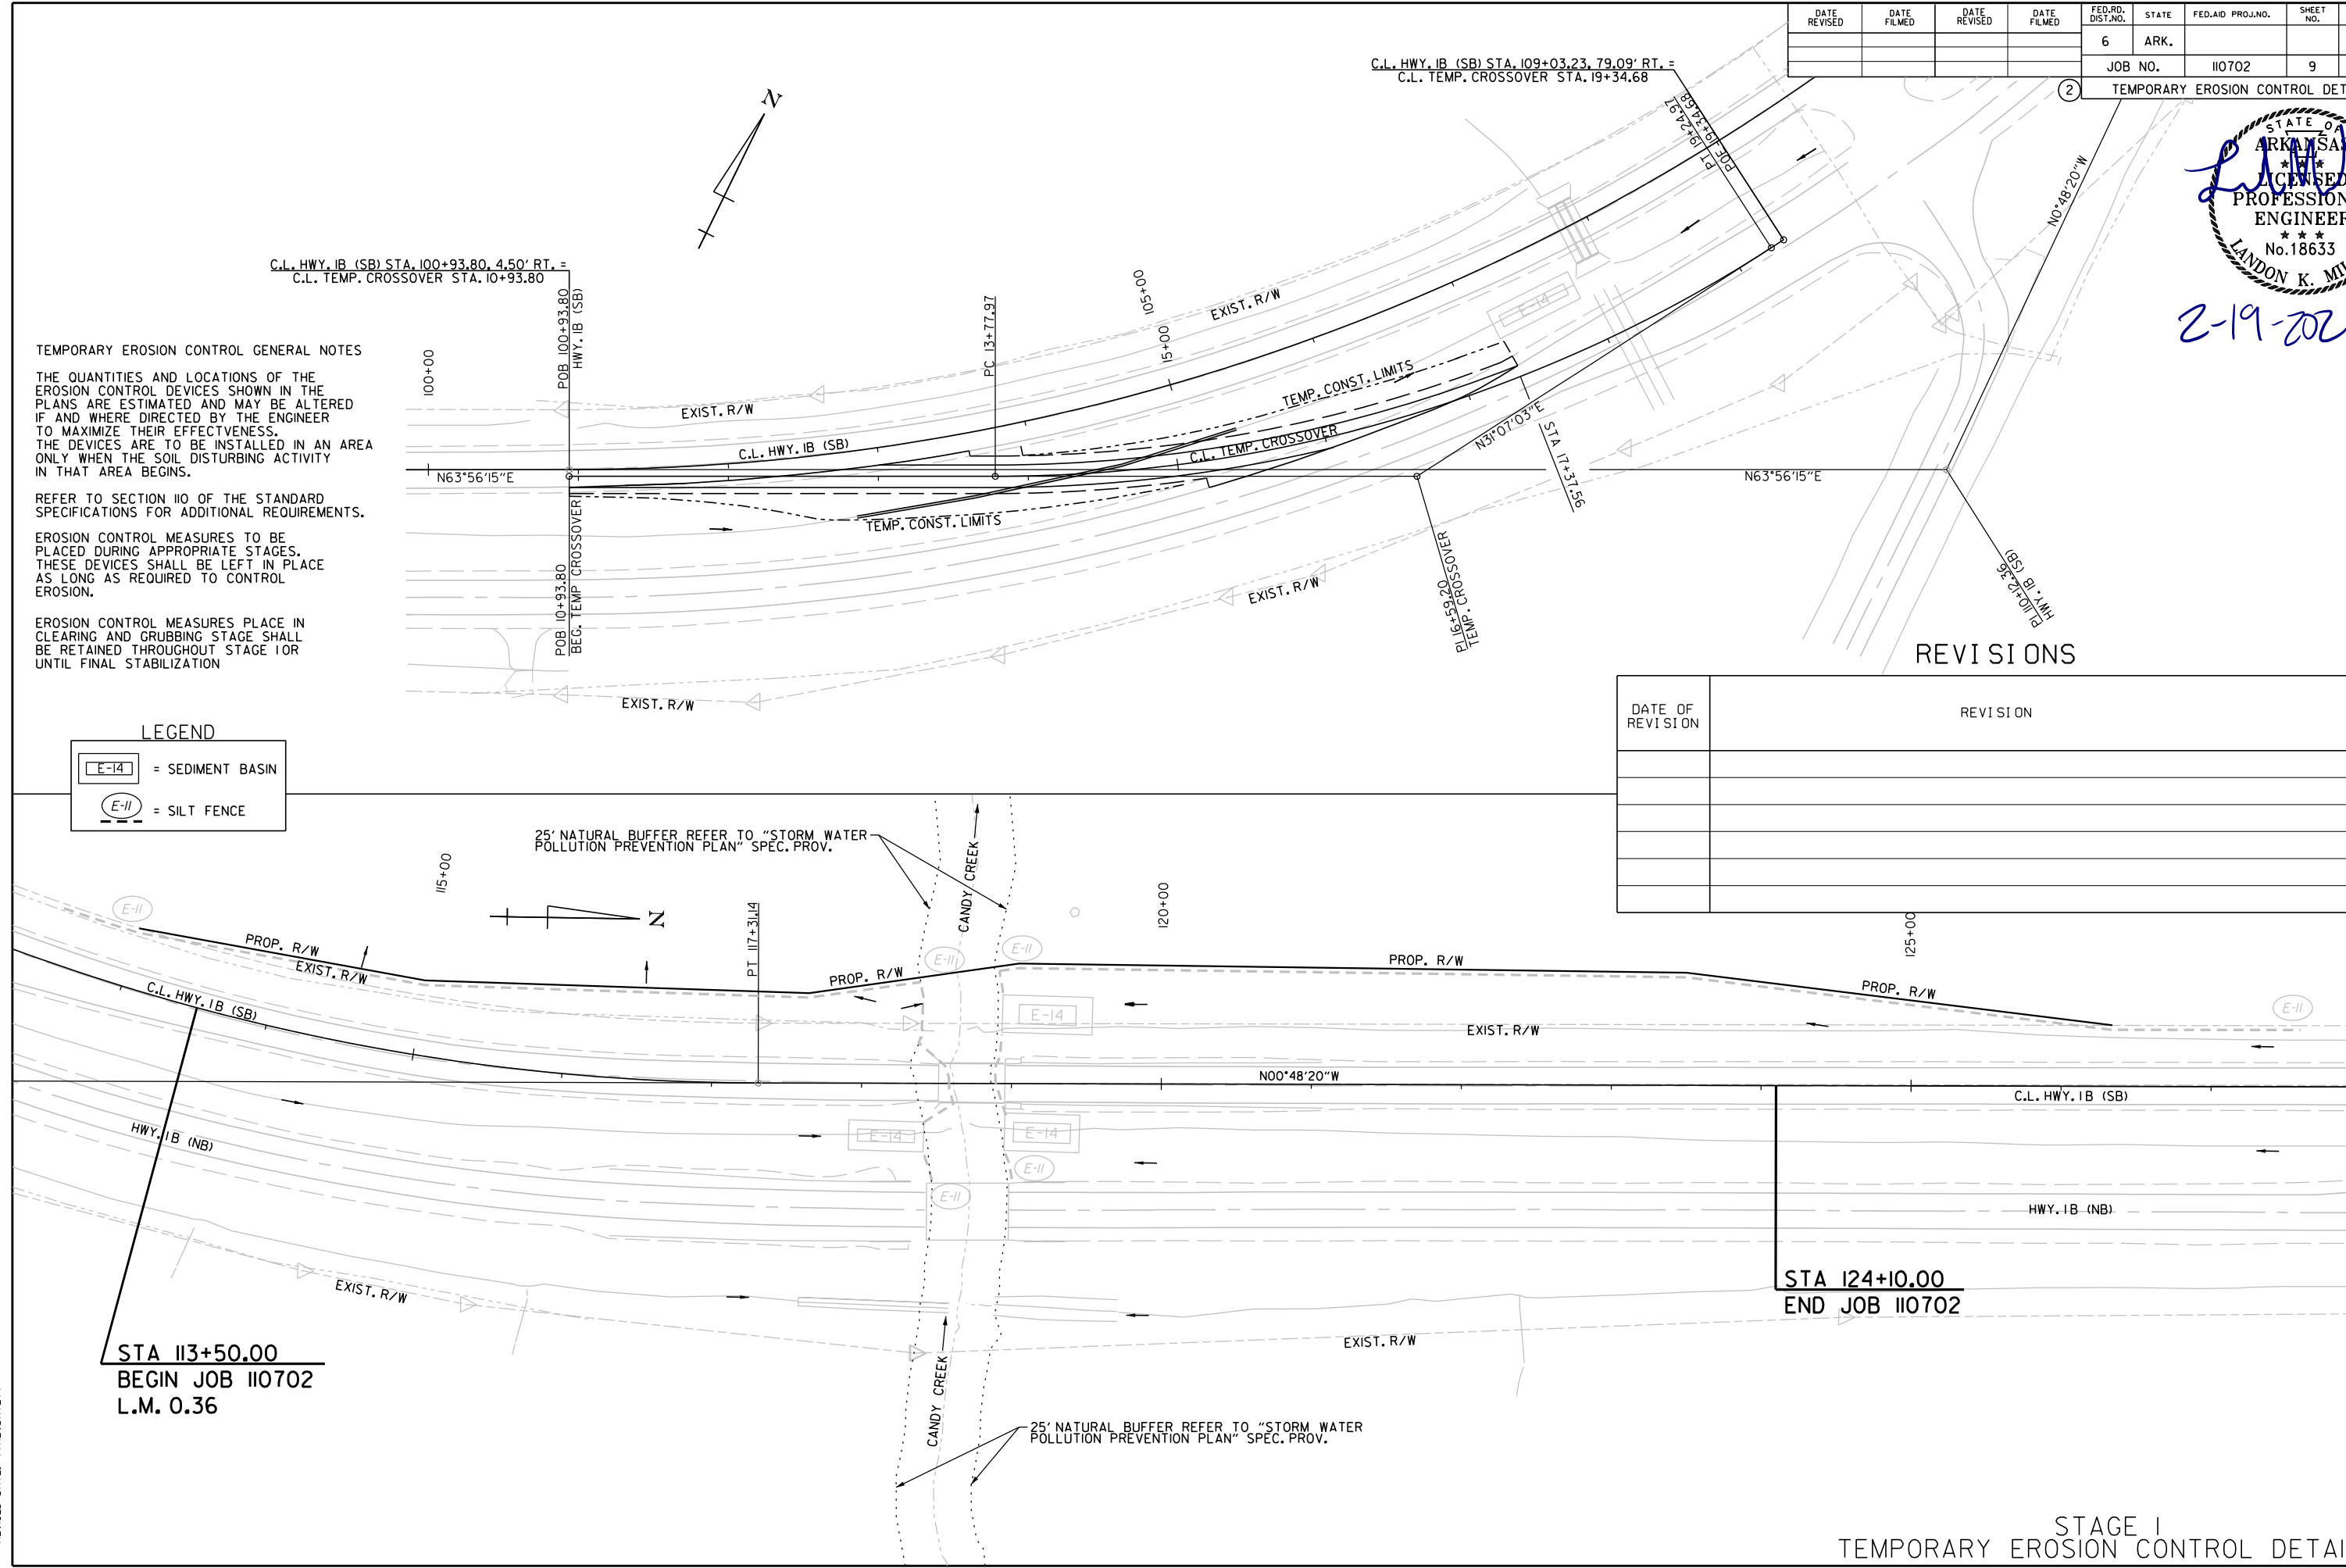 DATE REVISED
DATE FILMED
DATE REVISED
DATE FILMED
FED.RD. DIST.NO.
STATE
FED.AID PROJ.NO.
SHEET NO.
6
ARK.
JOB NO.
110702
9
2
TEMPORARY EROSION CONTROL
STATE OF
ARKANSAS
★ ★ ★
LICENSED
ENGINEER
★ ★ ★
No.18633
LANDON K.
2-19-202
C.L. HWY. 1B (SB) STA. 109+03.23, 79.09' RT. =
C.L. TEMP. CROSSOVER STA. 19+34.68
PT 19+24.97
POE 19+34.68
N0°48'20"W
N
C.L. HWY. 1B (SB) STA. 100+93.80, 4.50' RT. =
C.L. TEMP. CROSSOVER STA. 10+93.80
POB 100+93.80
HWY. 1B (SB)
PC 13+77.97
105+00
15+00
100+00
EXIST. R/W
E-14
TEMPORARY EROSION CONTROL GENERAL NOTES
THE QUANTITIES AND LOCATIONS OF THE
EROSION CONTROL DEVICES SHOWN IN THE
PLANS ARE ESTIMATED AND MAY BE ALTERED
IF AND WHERE DIRECTED BY THE ENGINEER
TO MAXIMIZE THEIR EFFECTIVENESS.
THE DEVICES ARE TO BE INSTALLED IN AN AREA
ONLY WHEN THE SOIL DISTURBING ACTIVITY
IN THAT AREA BEGINS.
REFER TO SECTION 110 OF THE STANDARD
SPECIFICATIONS FOR ADDITIONAL REQUIREMENTS.
EROSION CONTROL MEASURES TO BE
PLACED DURING APPROPRIATE STAGES.
THESE DEVICES SHALL BE LEFT IN PLACE
AS LONG AS REQUIRED TO CONTROL
EROSION.
EROSION CONTROL MEASURES PLACE IN
CLEARING AND GRUBBING STAGE SHALL
BE RETAINED THROUGHOUT STAGE 1 OR
UNTIL FINAL STABILIZATION
EXIST. R/W
TEMP. CONST. LIMITS
C.L. HWY. 1B (SB)
C.L. TEMP. CROSSOVER
N31°07'03"E
STA 17+37.56
N63°56'15"E
N63°56'15"E
TEMP. CONST. LIMITS
POB 10+93.80
BEG. TEMP CROSSOVER
PI 16+59.20
TEMP. CROSSOVER
PI 110+12.36
HWY. 1B (SB)
EXIST. R/W
EXIST. R/W
REVISIONS
DATE OF REVISION
REVISION
LEGEND
E-14 = SEDIMENT BASIN
E-11 = SILT FENCE
25' NATURAL BUFFER REFER TO "STORM WATER
POLLUTION PREVENTION PLAN" SPEC. PROV.
CANDY CREEK
115+00
120+00
125+00
N
E-11
PROP. R/W
EXIST. R/W
PT 117+31.14
PROP. R/W
E-11
E-11
PROP. R/W
PROP. R/W
E-11
C.L. HWY. 1B (SB)
E-14
EXIST. R/W
N00°48'20"W
C.L. HWY. 1B (SB)
HWY. 1B (NB)
E-14
E-14
E-11
E-11
HWY. 1B (NB)
STA 124+10.00
END JOB 110702
EXIST. R/W
EXIST. R/W
STA 113+50.00
BEGIN JOB 110702
L.M. 0.36
CANDY CREEK
25' NATURAL BUFFER REFER TO "STORM WATER
POLLUTION PREVENTION PLAN" SPEC. PROV.
STAGE 1
TEMPORARY EROSION CONTROL